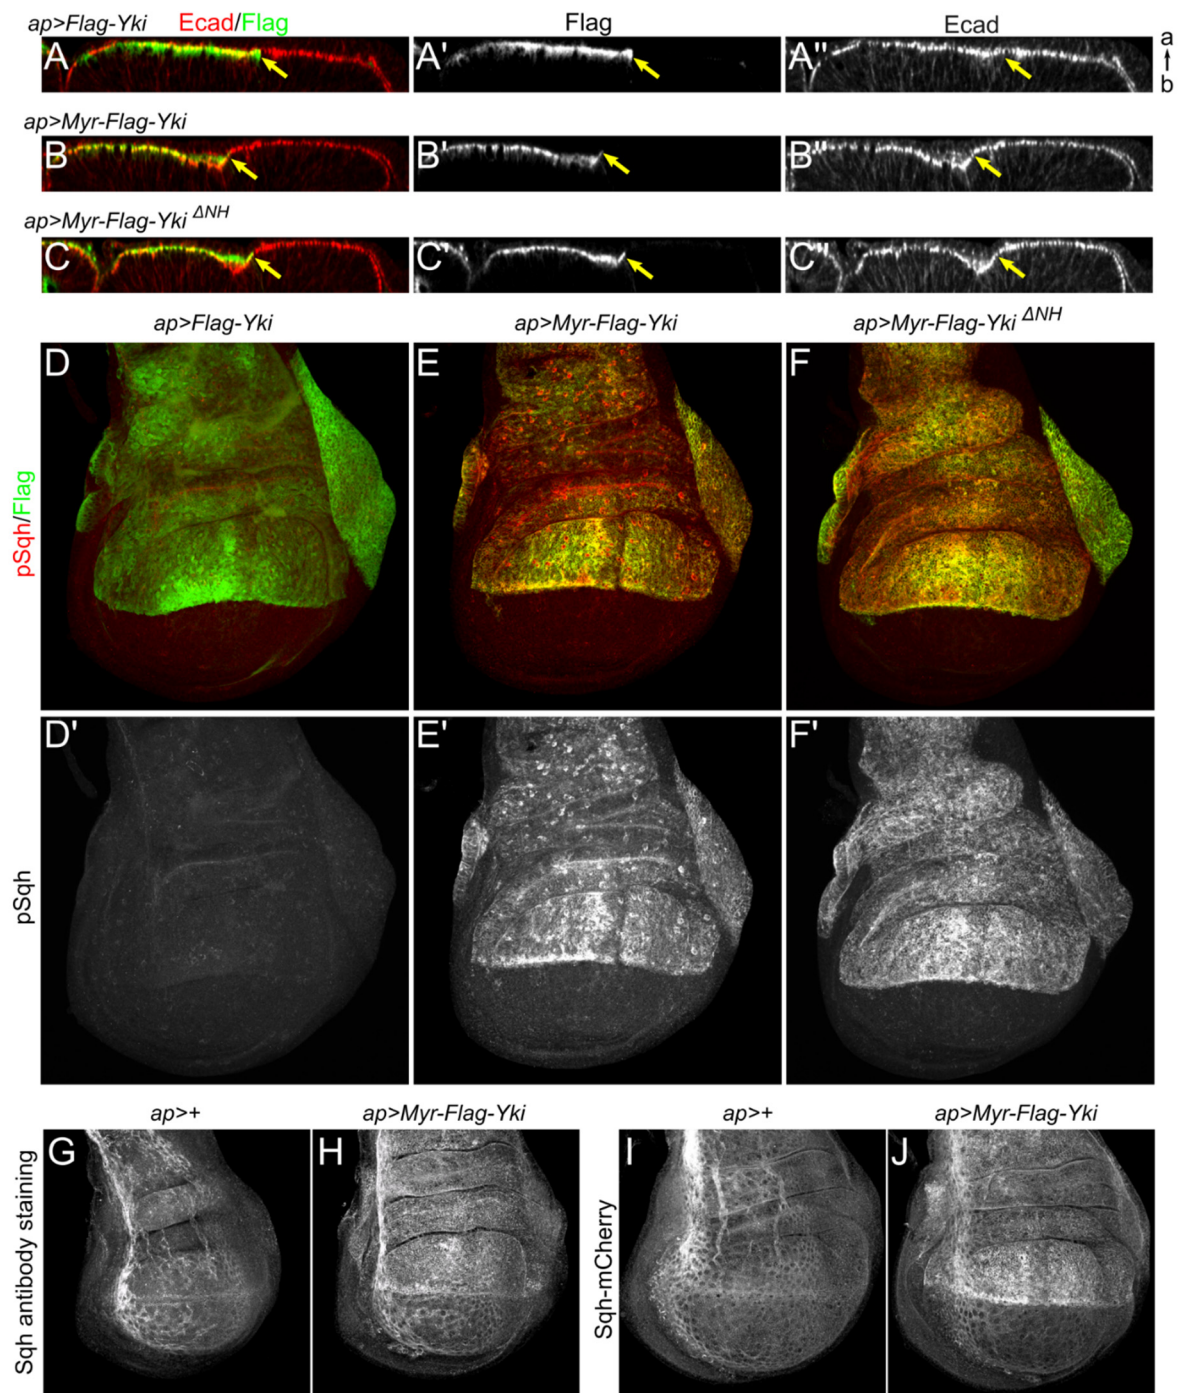 ap>Flag-Yki Ecad/Flag Flag Ecad
A A' A" a
b
ap>Myr-Flag-Yki
B B' B"
ap>Myr-Flag-Yki ΔNH
C C' C"
ap>Flag-Yki ap>Myr-Flag-Yki ap>Myr-Flag-Yki ΔNH
D E F
pSqh/Flag
D' E' F'
pSqh
ap>+ ap>Myr-Flag-Yki ap>+ ap>Myr-Flag-Yki
G H I J
Sqh antibody staining
Sqh-mCherry